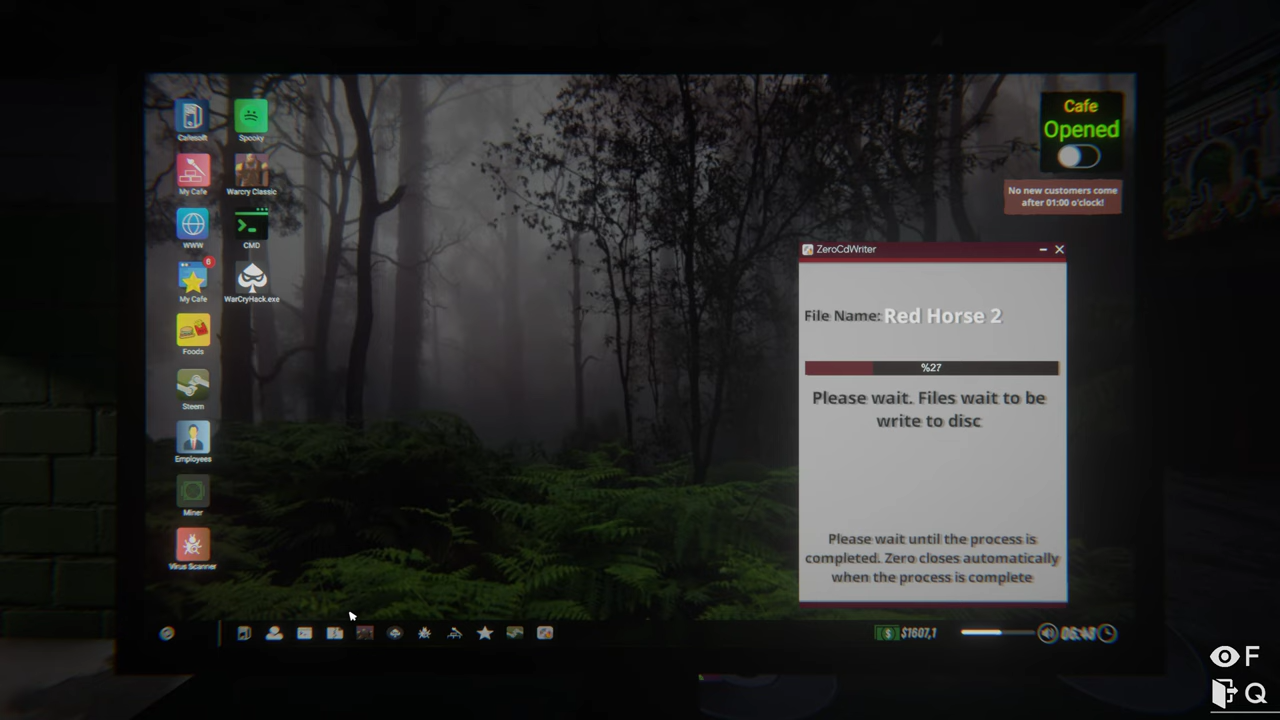 Cafesoft
Spooky
My Cafe
Warcry Classic
WWW
CMD
6
My Cafe
WarCryHack.exe
Foods
Steem
Employees
Miner
Virus Scanner
Cafe
Opened
No new customers come
after 01:00 o'clock!
ZeroCdWriter
File Name: Red Horse 2
%27
Please wait. Files wait to be
write to disc
Please wait until the process is
completed. Zero closes automatically
when the process is complete
$1607,1
F
Q